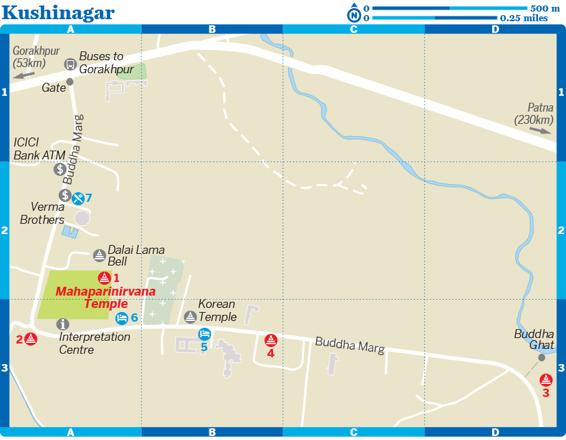 Kushinagar
N
0 500 m
0 0.25 miles
A B C D
1
2
3
1
2
3
Gorakhpur
(53km)
Buses to
Gorakhpur
Gate
Patna
(230km)
ICICI
Bank ATM
Buddha Marg
$
$
7
Verma
Brothers
Dalai Lama
Bell
1
Mahaparinirvana
Temple
6
Korean
Temple
2
i
Interpretation
Centre
5
4
Buddha Marg
Buddha
Ghat
3
A B C D